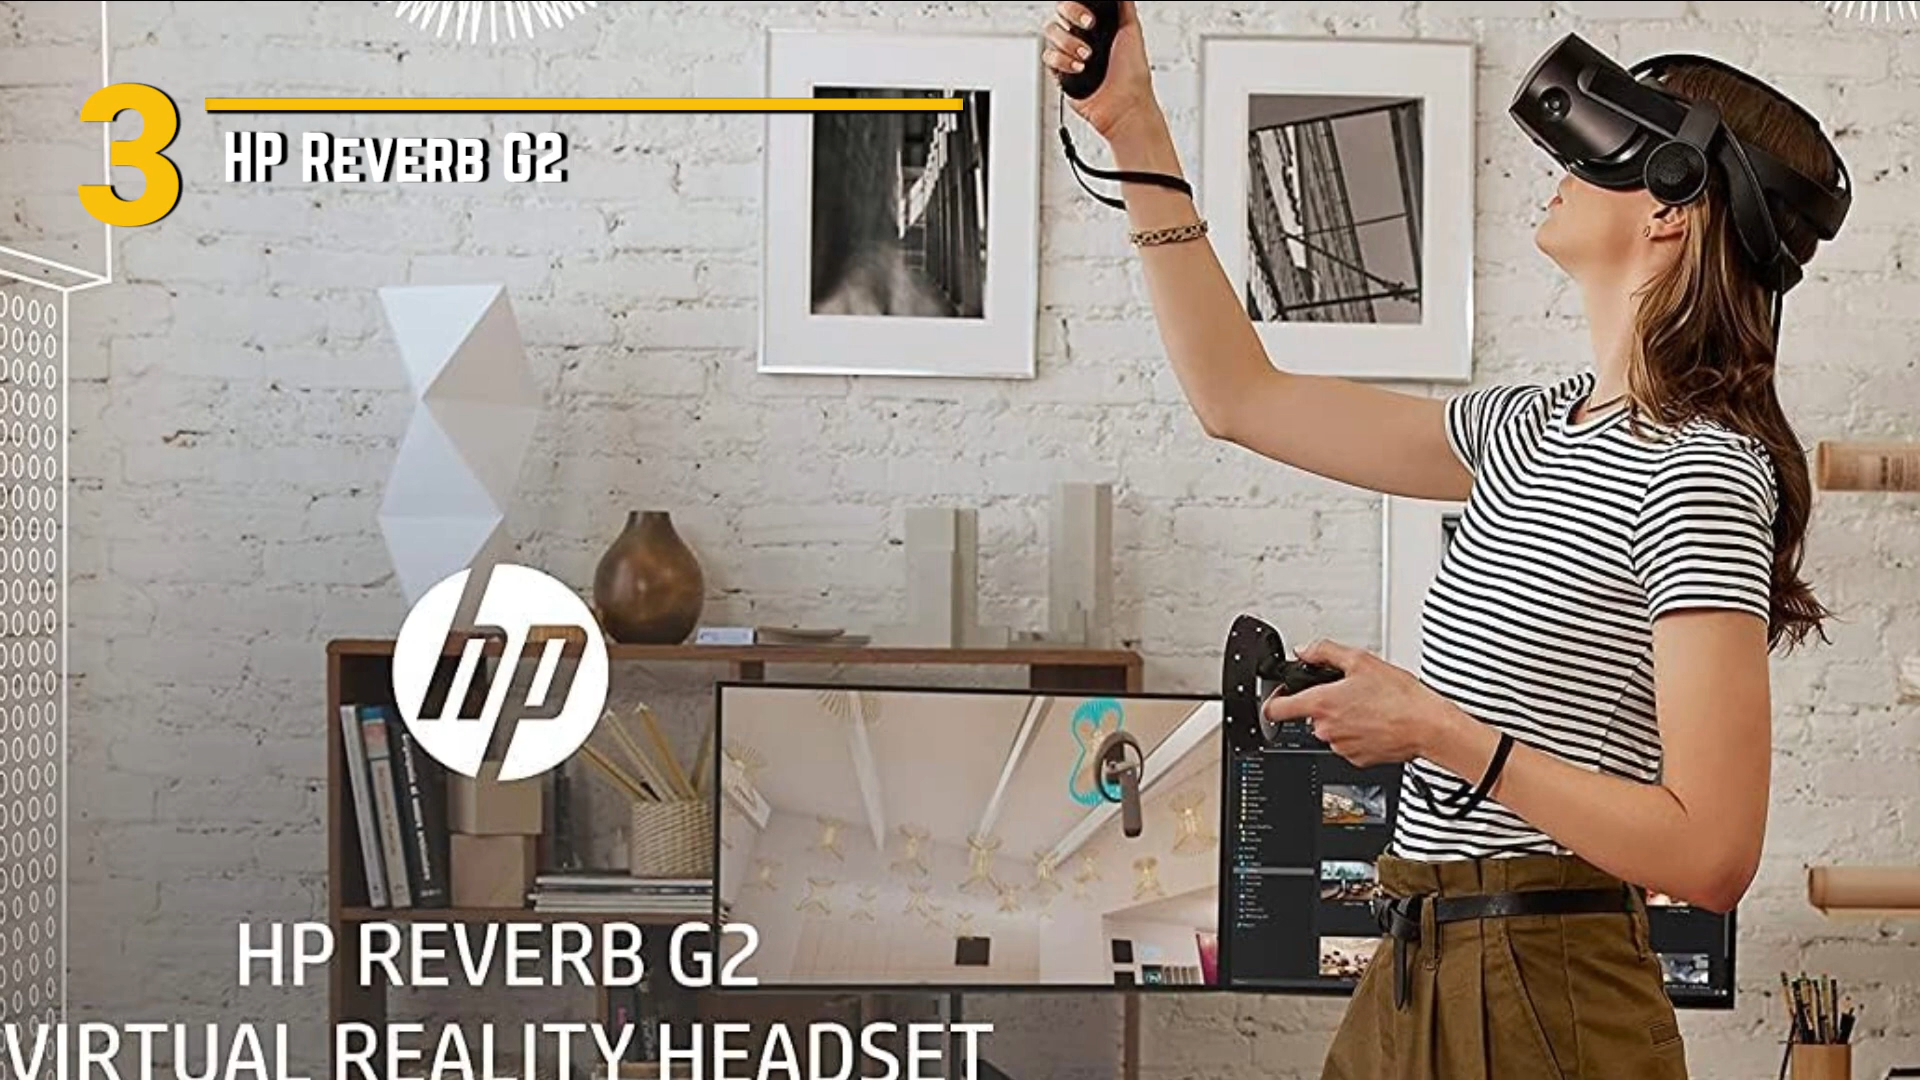 3
HP Reverb G2
hp
HP REVERB G2
VIRTUAL REALITY HEADSET